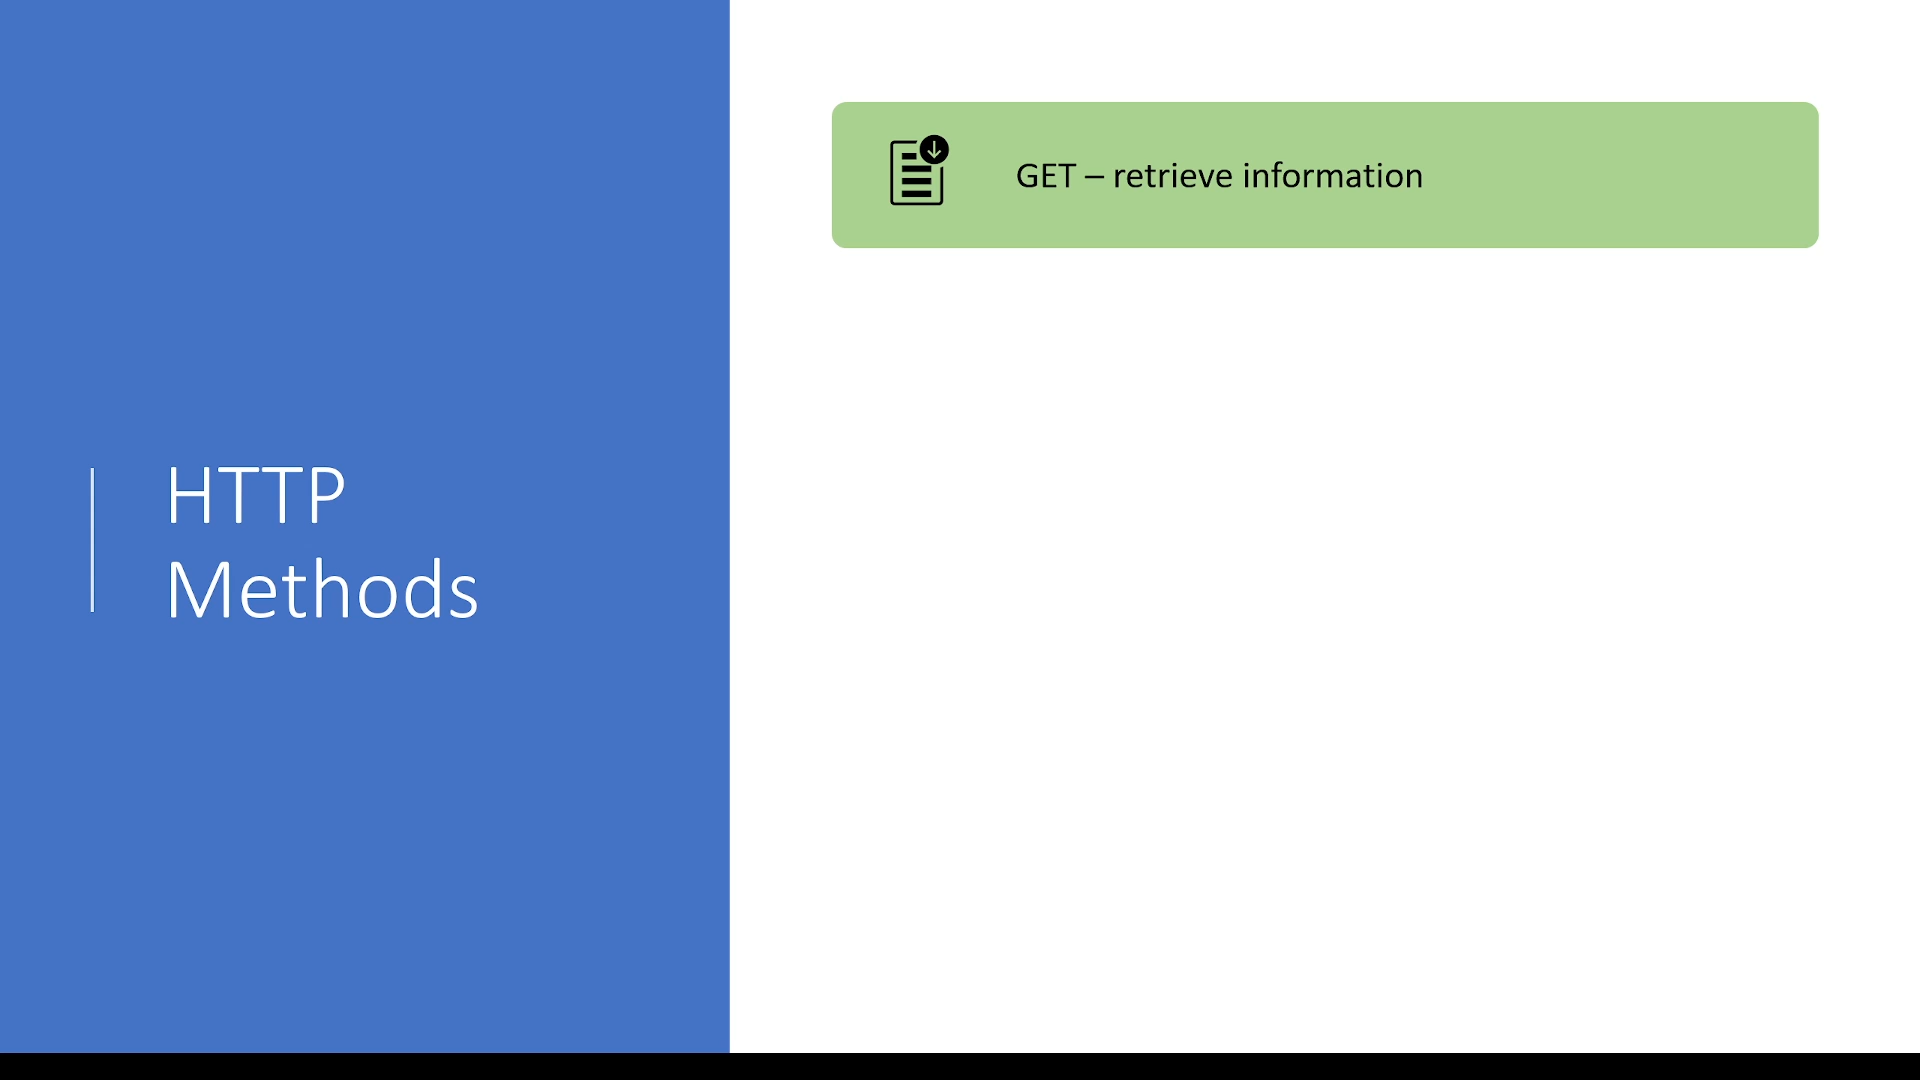 HTTP
Methods
GET – retrieve information